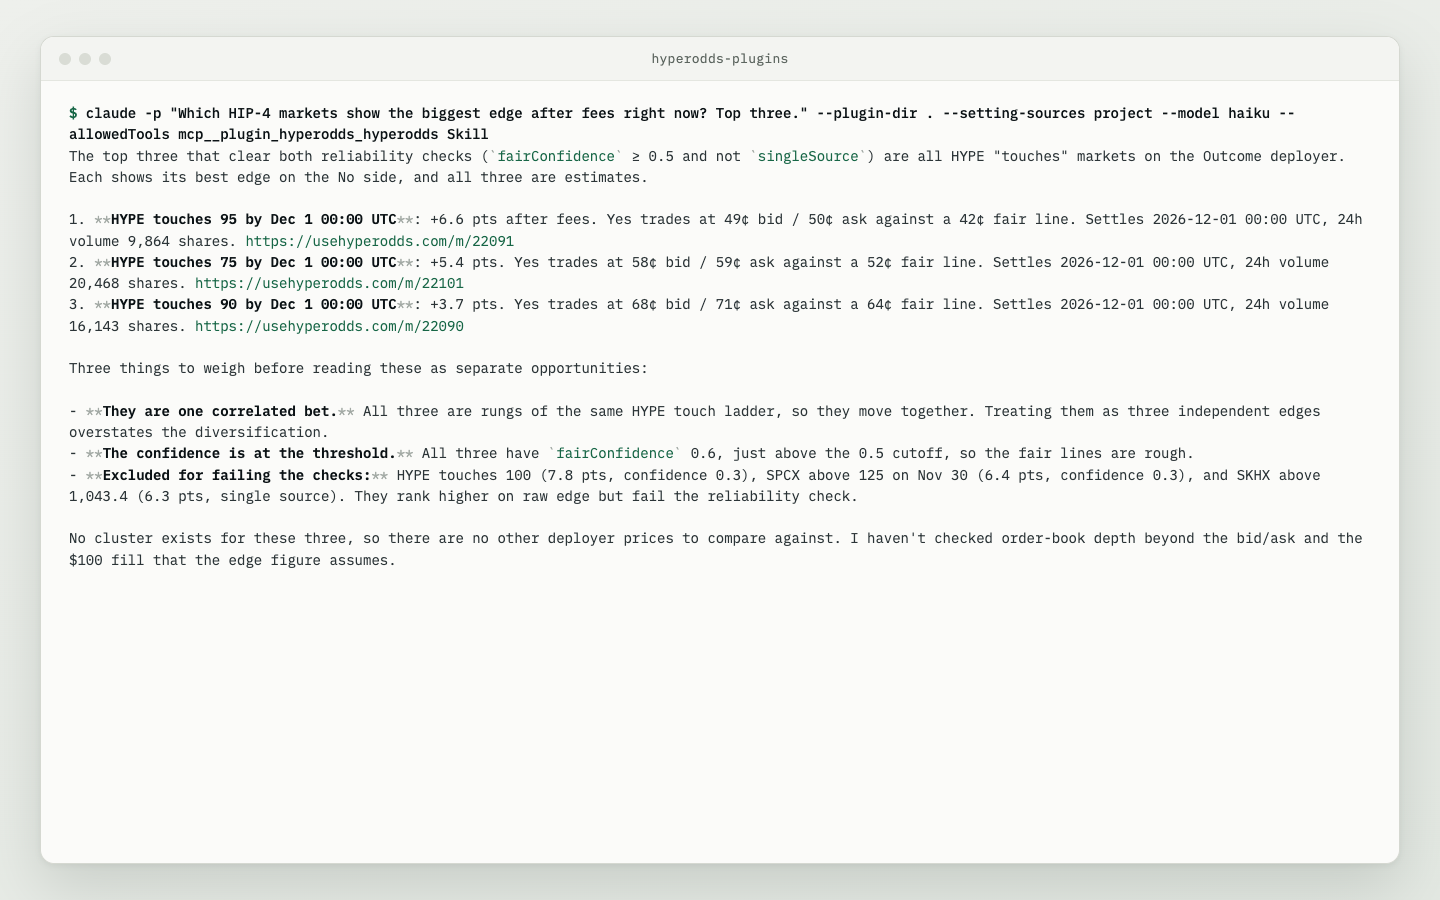 hyperodds-plugins
$ claude -p "Which HIP-4 markets show the biggest edge after fees right now? Top three." --plugin-dir . --setting-sources project --model haiku --
allowedTools mcp__plugin_hyperodds_hyperodds Skill
The top three that clear both reliability checks (`fairConfidence` ≥ 0.5 and not `singleSource`) are all HYPE "touches" markets on the Outcome deployer.
Each shows its best edge on the No side, and all three are estimates.
1. **HYPE touches 95 by Dec 1 00:00 UTC**: +6.6 pts after fees. Yes trades at 49¢ bid / 50¢ ask against a 42¢ fair line. Settles 2026-12-01 00:00 UTC, 24h
volume 9,864 shares. https://usehyperodds.com/m/22091
2. **HYPE touches 75 by Dec 1 00:00 UTC**: +5.4 pts. Yes trades at 58¢ bid / 59¢ ask against a 52¢ fair line. Settles 2026-12-01 00:00 UTC, 24h volume
20,468 shares. https://usehyperodds.com/m/22101
3. **HYPE touches 90 by Dec 1 00:00 UTC**: +3.7 pts. Yes trades at 68¢ bid / 71¢ ask against a 64¢ fair line. Settles 2026-12-01 00:00 UTC, 24h volume
16,143 shares. https://usehyperodds.com/m/22090
Three things to weigh before reading these as separate opportunities:
- **They are one correlated bet.** All three are rungs of the same HYPE touch ladder, so they move together. Treating them as three independent edges
overstates the diversification.
- **The confidence is at the threshold.** All three have `fairConfidence` 0.6, just above the 0.5 cutoff, so the fair lines are rough.
- **Excluded for failing the checks:** HYPE touches 100 (7.8 pts, confidence 0.3), SPCX above 125 on Nov 30 (6.4 pts, confidence 0.3), and SKHX above
1,043.4 (6.3 pts, single source). They rank higher on raw edge but fail the reliability check.
No cluster exists for these three, so there are no other deployer prices to compare against. I haven't checked order-book depth beyond the bid/ask and the
$100 fill that the edge figure assumes.